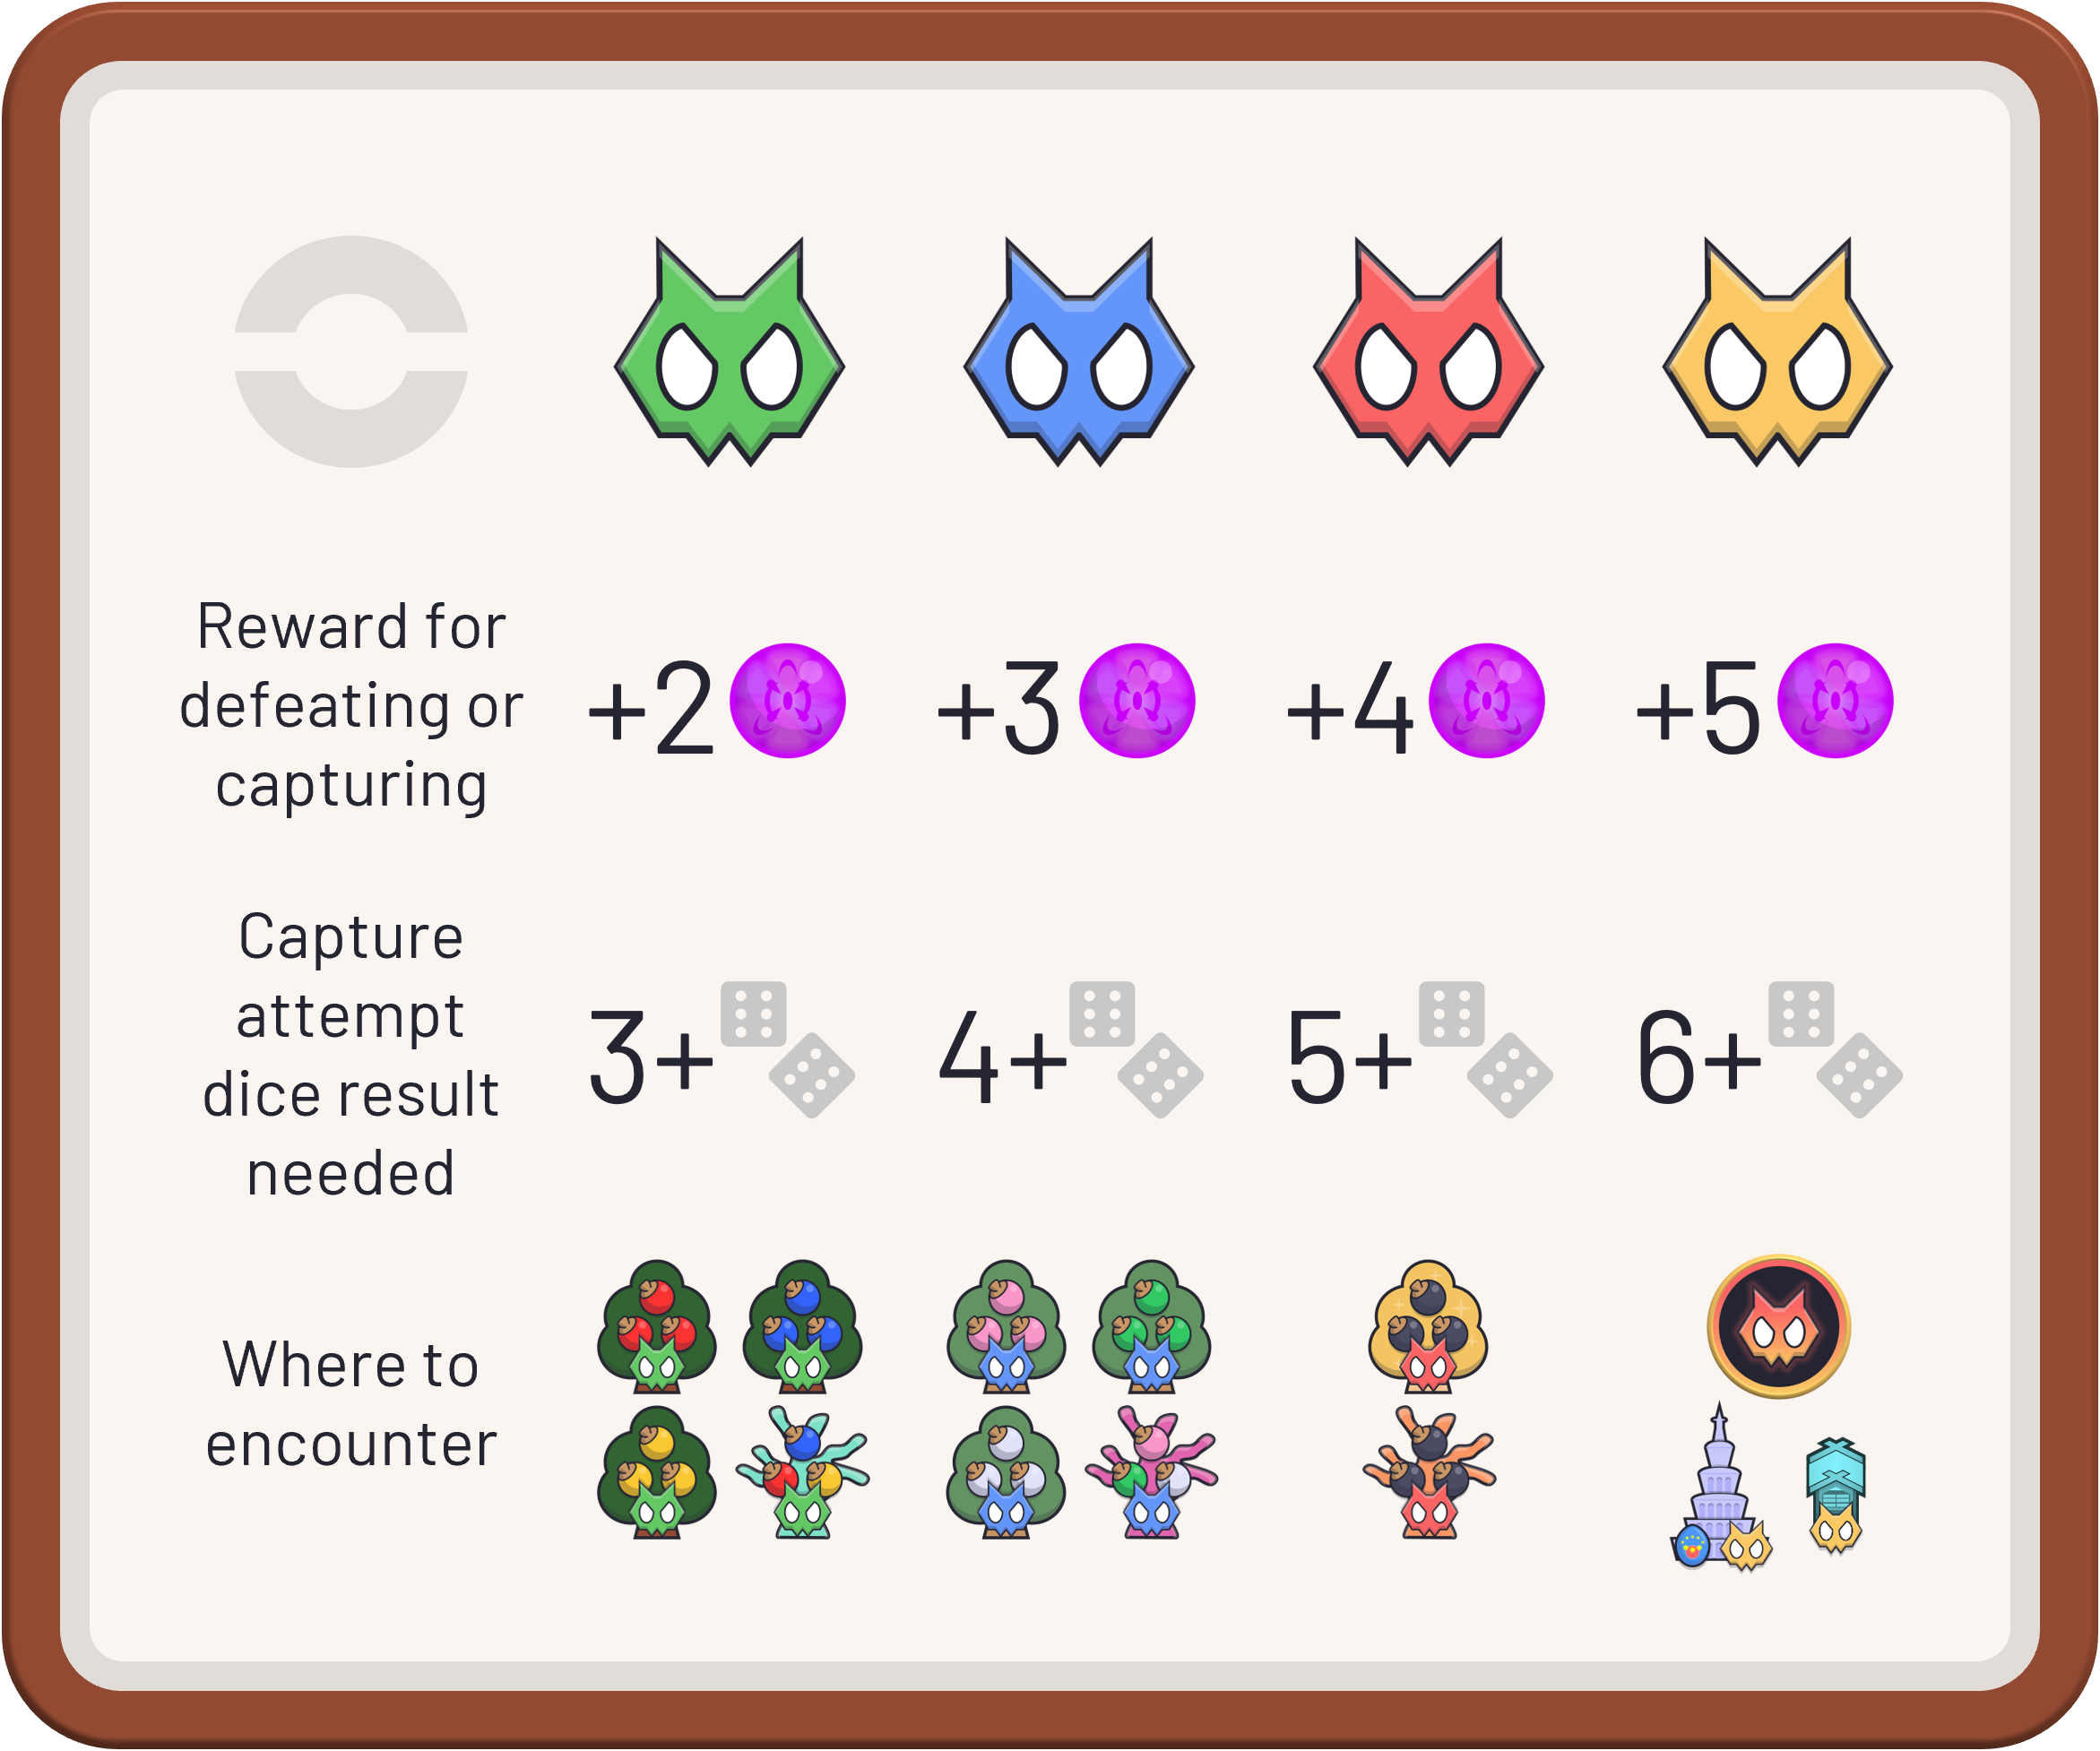 Reward for
defeating or
capturing
+2 +3 +4 +5
Capture
attempt
dice result
needed
3+ 4+ 5+ 6+
Where to
encounter